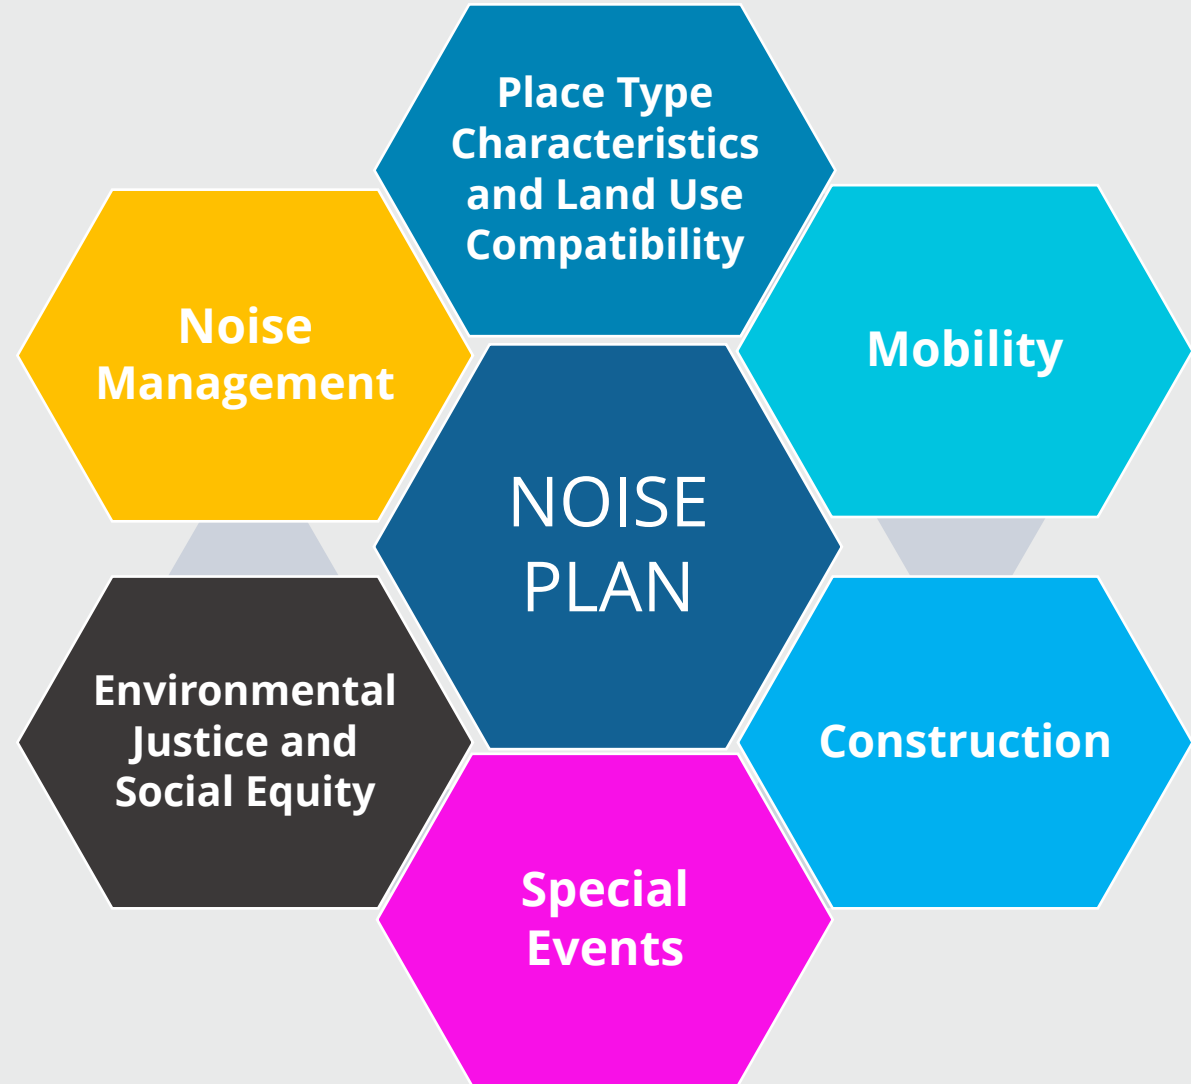 Place Type
Characteristics
and Land Use
Compatibility
Noise
Management
Mobility
NOISE
PLAN
Environmental
Justice and
Social Equity
Construction
Special
Events